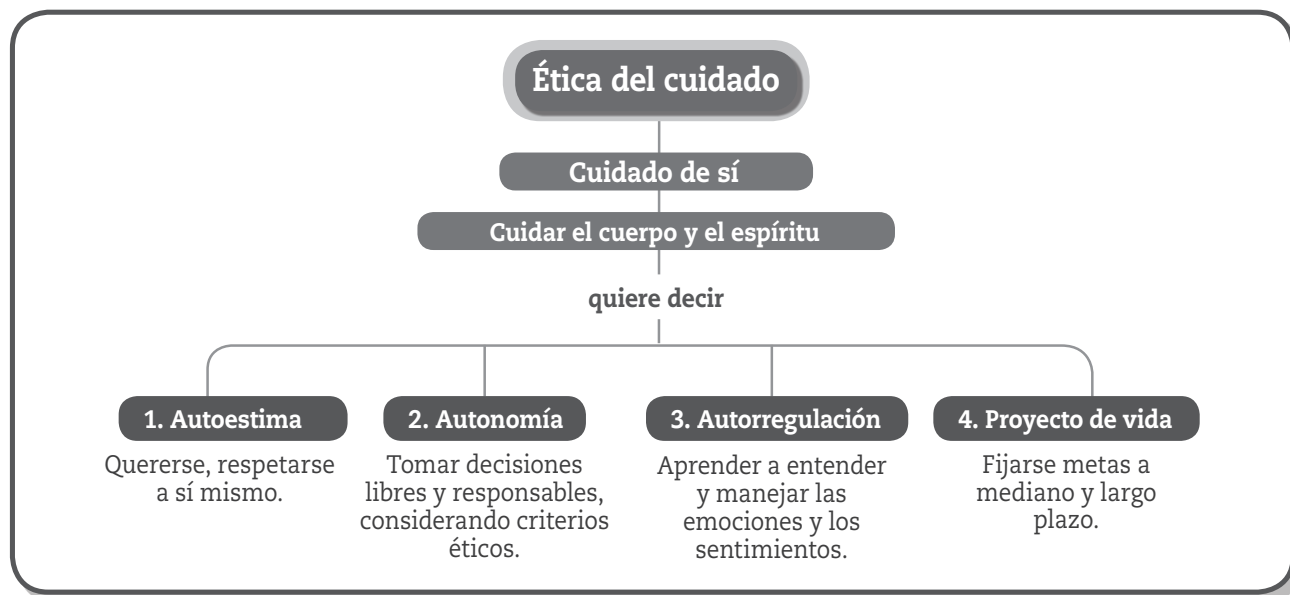 Ética del cuidado
Cuidado de sí
Cuidar el cuerpo y el espíritu
quiere decir
1. Autoestima
Quererse, respetarse
a sí mismo.
2. Autonomía
Tomar decisiones
libres y responsables,
considerando criterios
éticos.
3. Autorregulación
Aprender a entender
y manejar las
emociones y los
sentimientos.
4. Proyecto de vida
Fijarse metas a
mediano y largo
plazo.